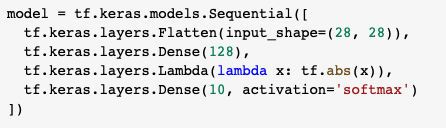 model = tf.keras.models.Sequential([
  tf.keras.layers.Flatten(input_shape=(28, 28)),
  tf.keras.layers.Dense(128),
  tf.keras.layers.Lambda(lambda x: tf.abs(x)),
  tf.keras.layers.Dense(10, activation='softmax')
])